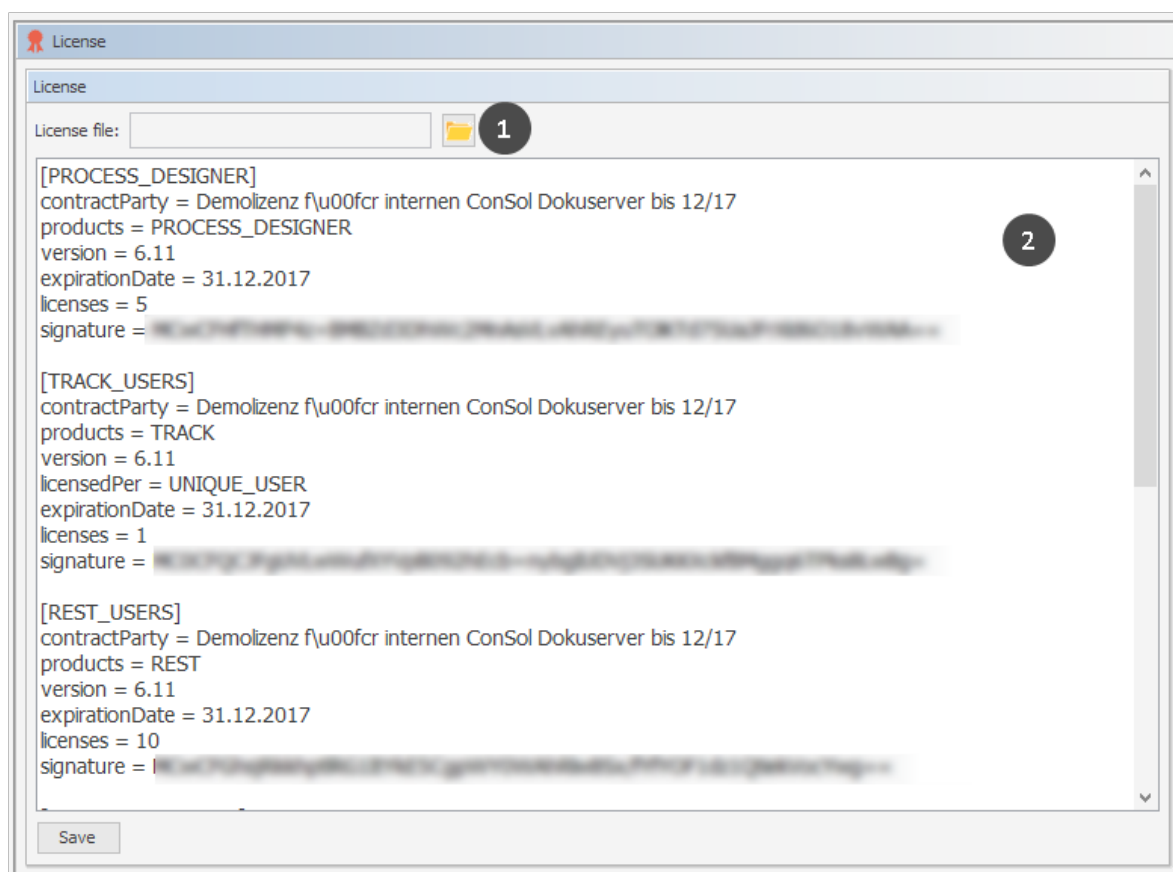 License
License
License file:
1
[PROCESS_DESIGNER]
contractParty = Demolizenz f\u00fcr internen ConSol Dokuserver bis 12/17
products = PROCESS_DESIGNER
version = 6.11
2
expirationDate = 31.12.2017
licenses = 5
signature =
[TRACK_USERS]
contractParty = Demolizenz f\u00fcr internen ConSol Dokuserver bis 12/17
products = TRACK
version = 6.11
licensedPer = UNIQUE_USER
expirationDate = 31.12.2017
licenses = 1
signature =
[REST_USERS]
contractParty = Demolizenz f\u00fcr internen ConSol Dokuserver bis 12/17
products = REST
version = 6.11
expirationDate = 31.12.2017
licenses = 10
signature =
Save